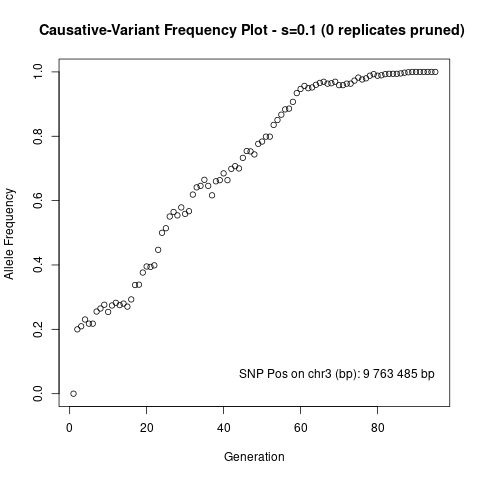 Causative-Variant Frequency Plot - s=0.1 (0 replicates pruned)
1.0
0.8
0.6
0.4
0.2
0.0
Allele Frequency
SNP Pos on chr3 (bp): 9 763 485 bp
0 20 40 60 80
Generation